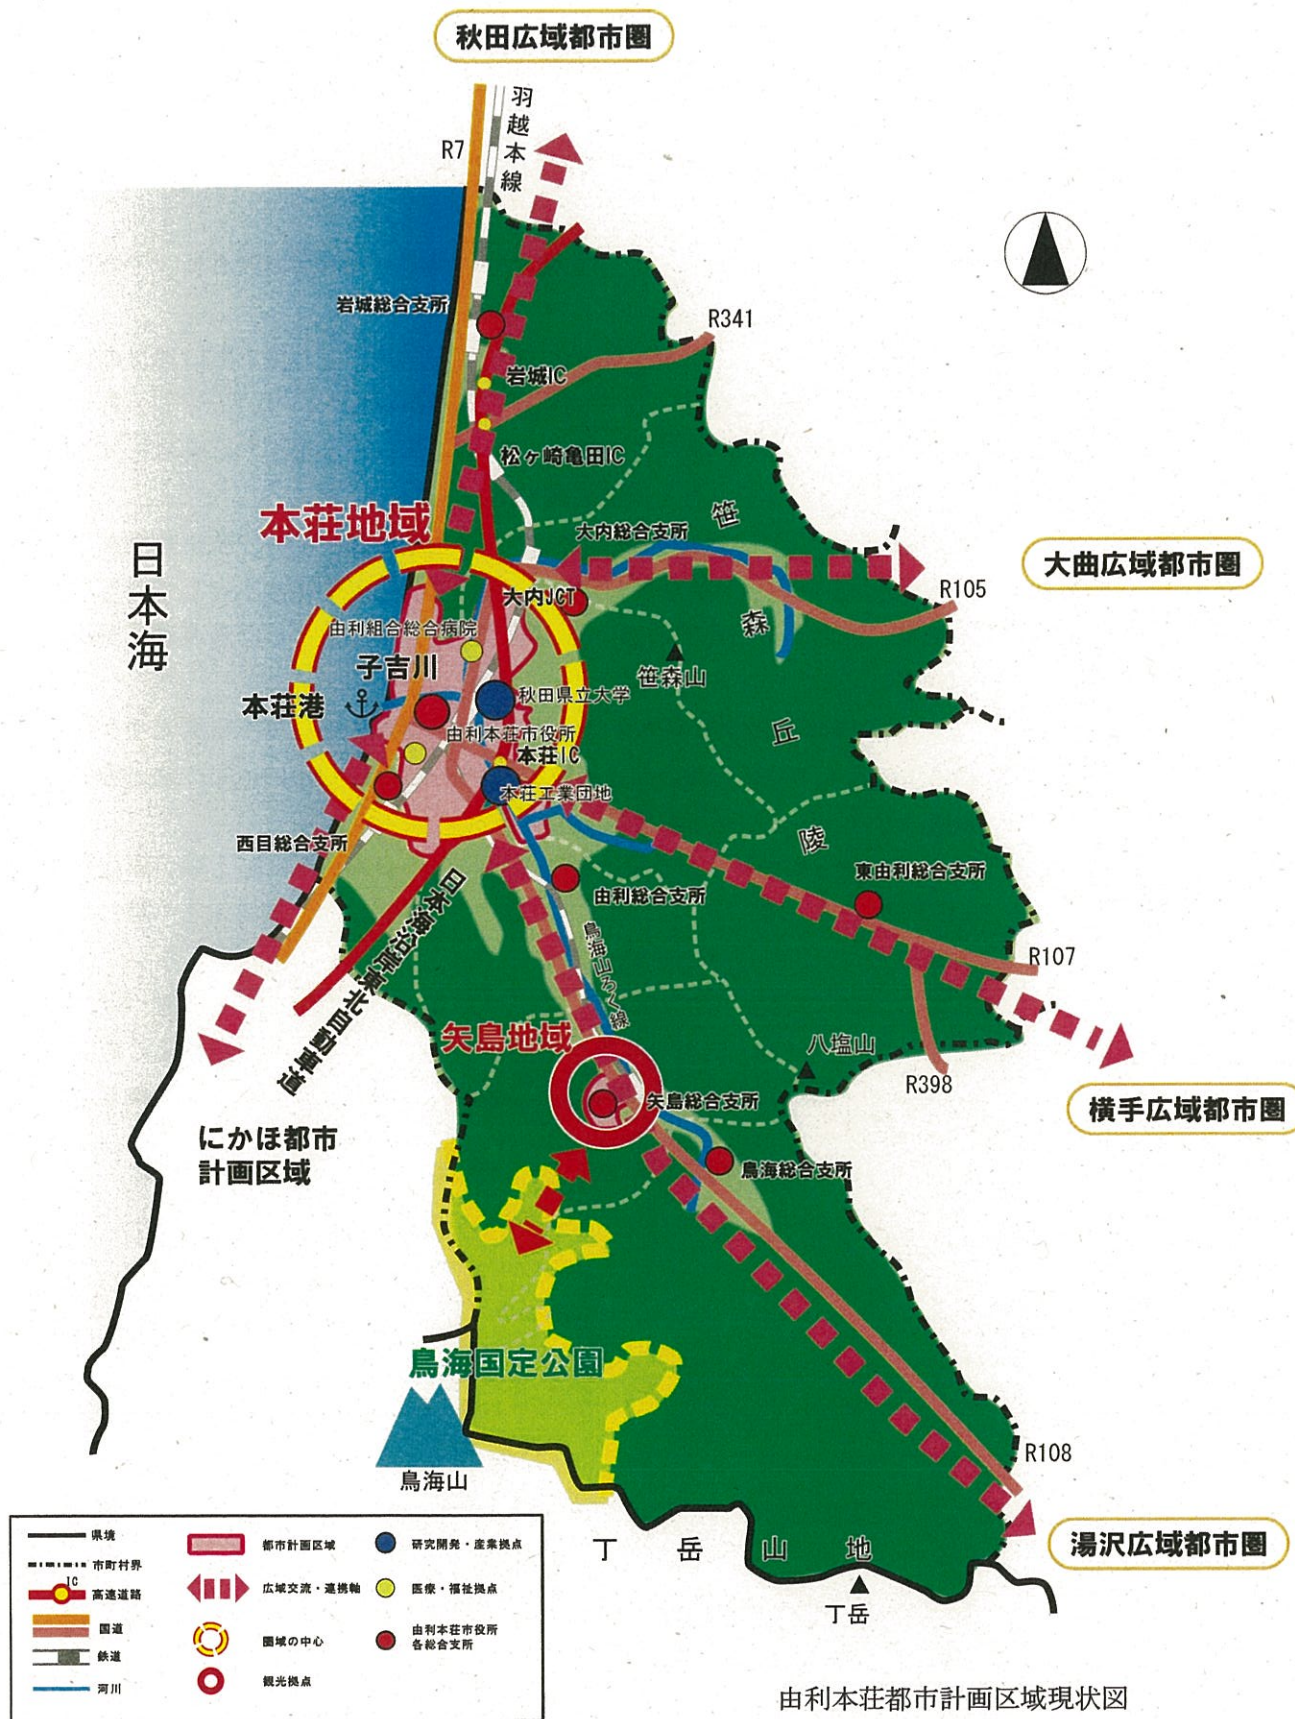 秋田広域都市圏
羽越本線
R7
岩城総合支所
R341
岩城IC
松ヶ崎亀田IC
本荘地域
笹森丘陵
大内総合支所
日本海
大曲広域都市圏
大内JCT
R105
由利組合総合病院
子吉川
笹森山
秋田県立大学
本荘港
由利本荘市役所
本荘IC
本荘工業団地
西目総合支所
東由利総合支所
由利総合支所
日本海沿岸東北自動車道
鳥海山ろく線
R107
矢島地域
八塩山
R398
矢島総合支所
横手広域都市圏
にかほ都市
計画区域
鳥海総合支所
鳥海国定公園
R108
鳥海山
湯沢広域都市圏
丁岳山地
丁岳
県境
市町村界
IC
高速道路
国道
鉄道
河川
都市計画区域
広域交流・連携軸
圏域の中心
観光拠点
研究開発・産業拠点
医療・福祉拠点
由利本荘市役所
各総合支所
由利本荘都市計画区域現状図